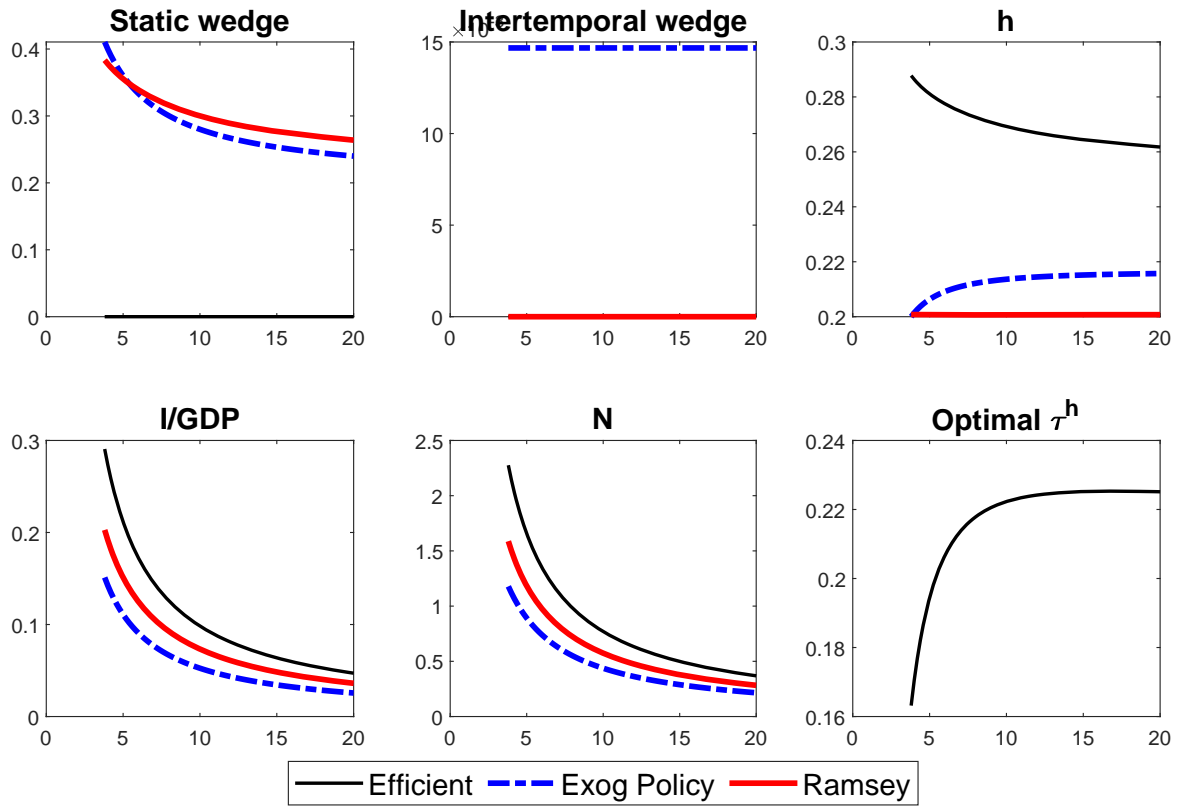 Static wedge
0.4
0.3
0.2
0.1
0
0 5 10 15 20
Intertemporal wedge
15
10
5
0
0 5 10 15 20
h
0.3
0.28
0.26
0.24
0.22
0.2
0 5 10 15 20
I/GDP
0.3
0.2
0.1
0
0 5 10 15 20
N
2.5
2
1.5
1
0.5
0
0 5 10 15 20
Optimal τ^h
0.24
0.22
0.2
0.18
0.16
0 5 10 15 20
Efficient Exog Policy Ramsey